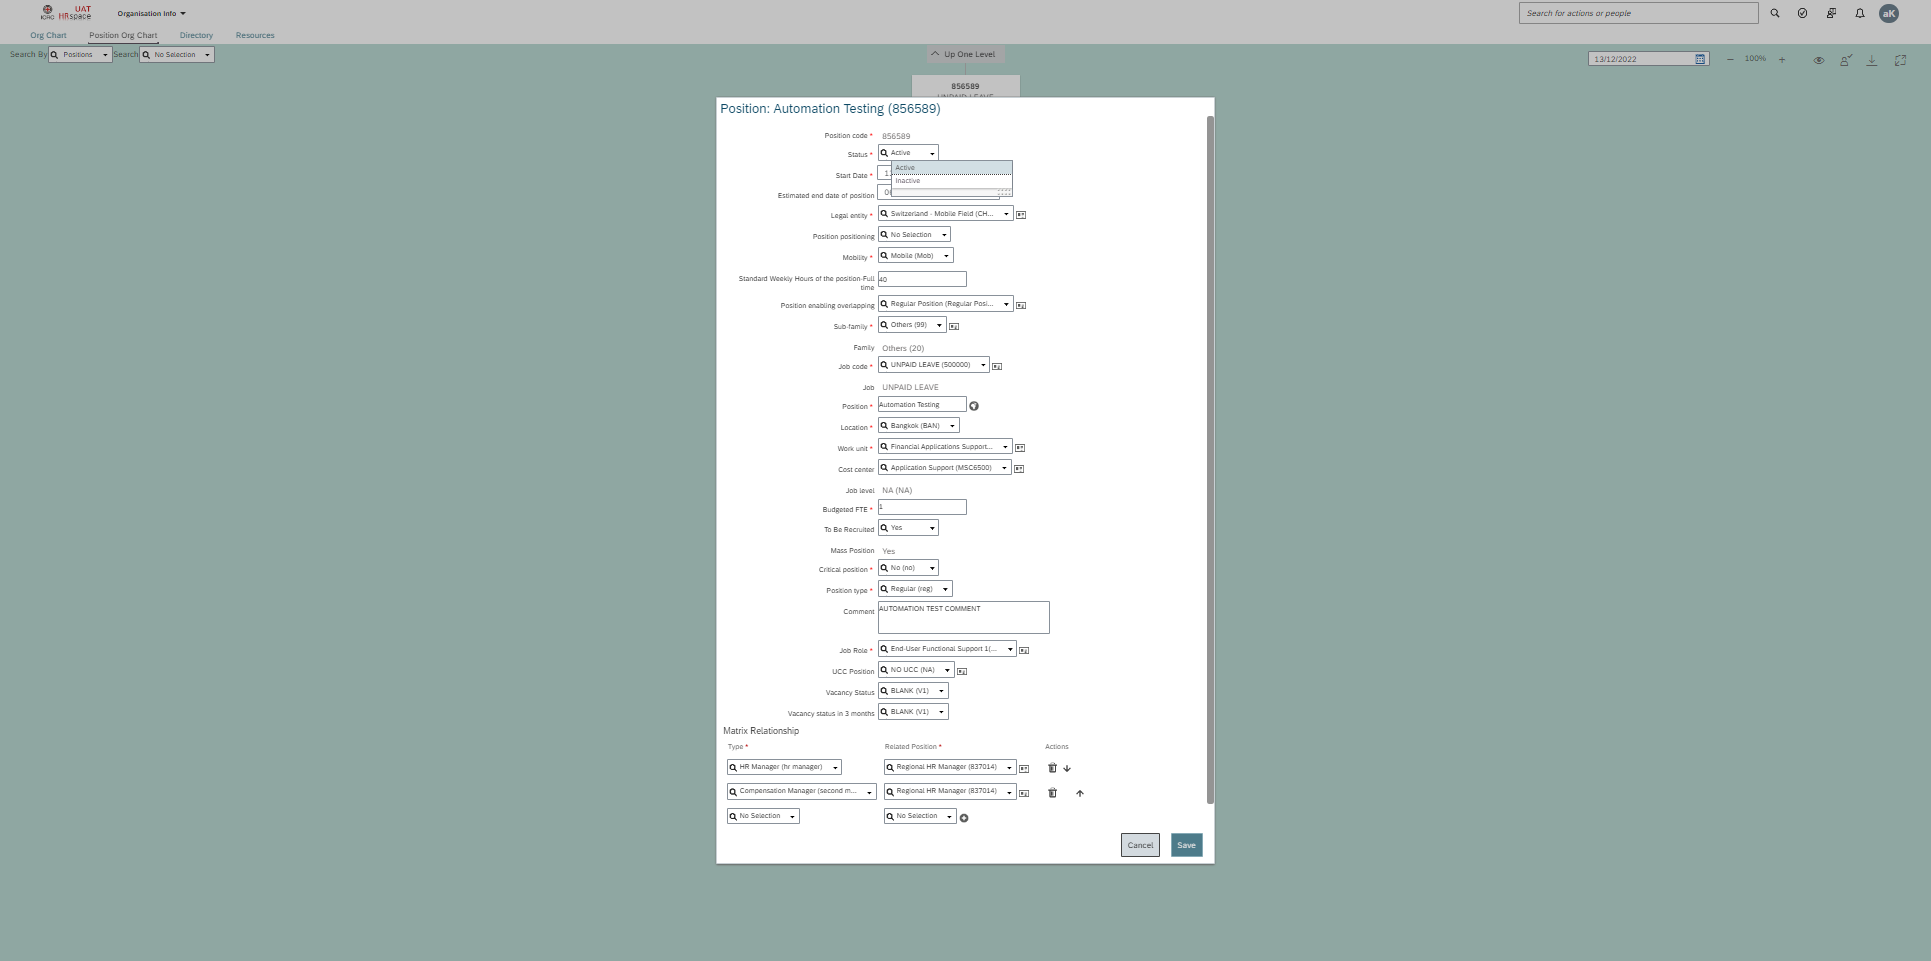 ICRC
UAT
HRspace
Organisation Info
Search for actions or people
aK
Org Chart
Position Org Chart
Directory
Resources
Search By
Positions
Search
No Selection
Up One Level
13/12/2022
100%
856589
Position: Automation Testing (856589)
Position code *
856589
Status *
Active
Active
Inactive
Start Date *
Estimated end date of position
Legal entity *
Switzerland - Mobile Field (CH...
Position positioning
No Selection
Mobility *
Mobile (Mob)
Standard Weekly Hours of the position-Full
time
40
Position enabling overlapping
Regular Position (Regular Posi...
Sub-family *
Others (99)
Family
Others (20)
Job code *
UNPAID LEAVE (500000)
Job
UNPAID LEAVE
Position *
Automation Testing
Location *
Bangkok (BAN)
Work unit *
Financial Applications Support...
Cost center
Application Support (MSC6500)
Job level
NA (NA)
Budgeted FTE *
1
To Be Recruited
Yes
Mass Position
Yes
Critical position *
No (no)
Position type *
Regular (reg)
Comment
AUTOMATION TEST COMMENT
Job Role *
End-User Functional Support 1(...
UCC Position
NO UCC (NA)
Vacancy Status
BLANK (V1)
Vacancy status in 3 months
BLANK (V1)
Matrix Relationship
Type *
Related Position *
Actions
HR Manager (hr manager)
Regional HR Manager (837014)
Compensation Manager (second m...
Regional HR Manager (837014)
No Selection
No Selection
Cancel
Save